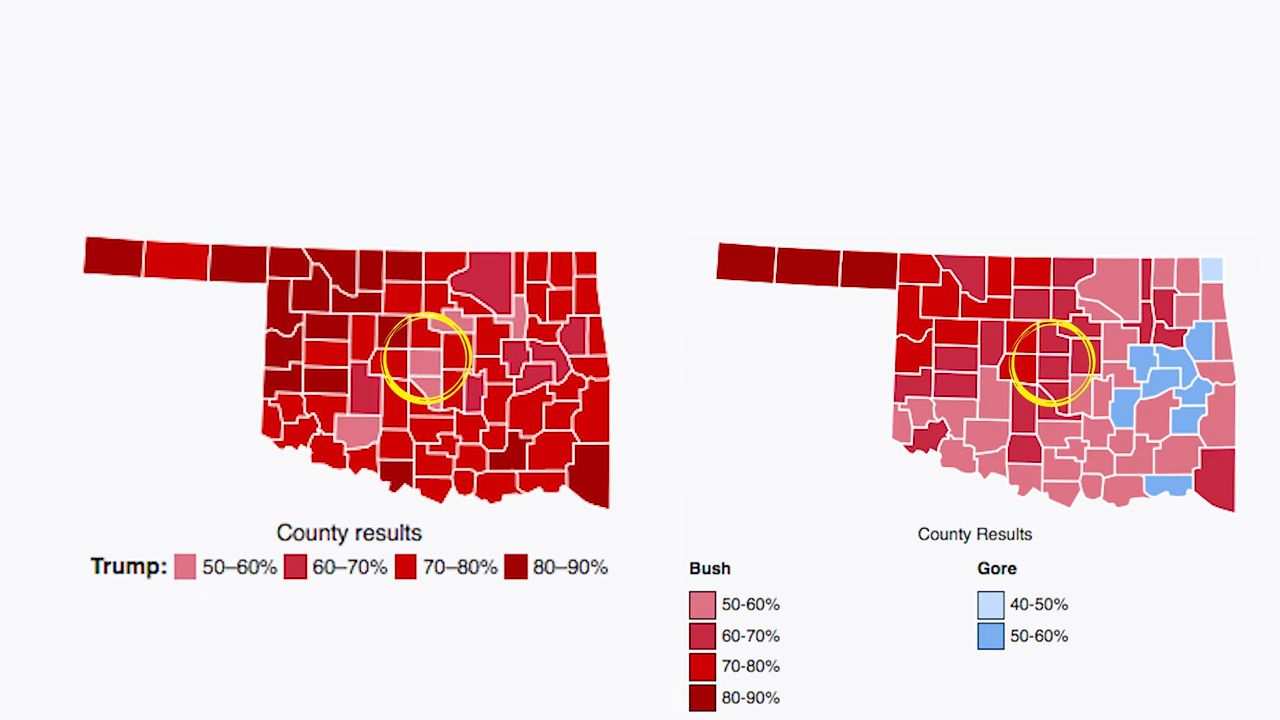 County results
Trump: 50–60% 60–70% 70–80% 80–90%
County Results
Bush
50-60%
60-70%
70-80%
80-90%
Gore
40-50%
50-60%